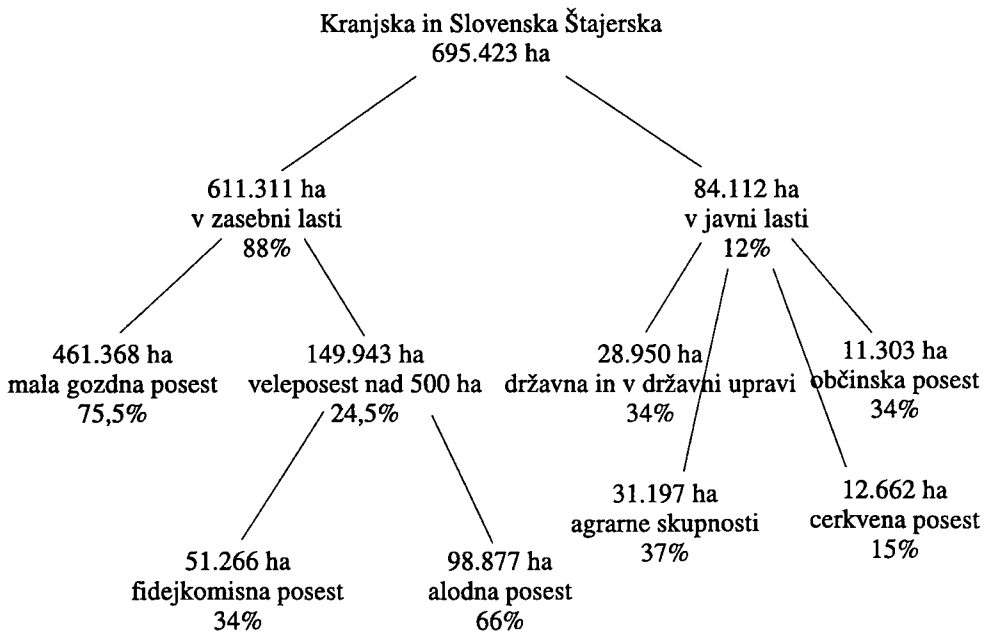 Kranjska in Slovenska Štajerska
695.423 ha
611.311 ha
v zasebni lasti
88%
84.112 ha
v javni lasti
12%
461.368 ha
mala gozdna posest
75,5%
149.943 ha
veleposest nad 500 ha
24,5%
28.950 ha
državna in v državni upravi
34%
11.303 ha
občinska posest
34%
31.197 ha
agrarne skupnosti
37%
12.662 ha
cerkvena posest
15%
51.266 ha
fidejkomisna posest
34%
98.877 ha
alodna posest
66%